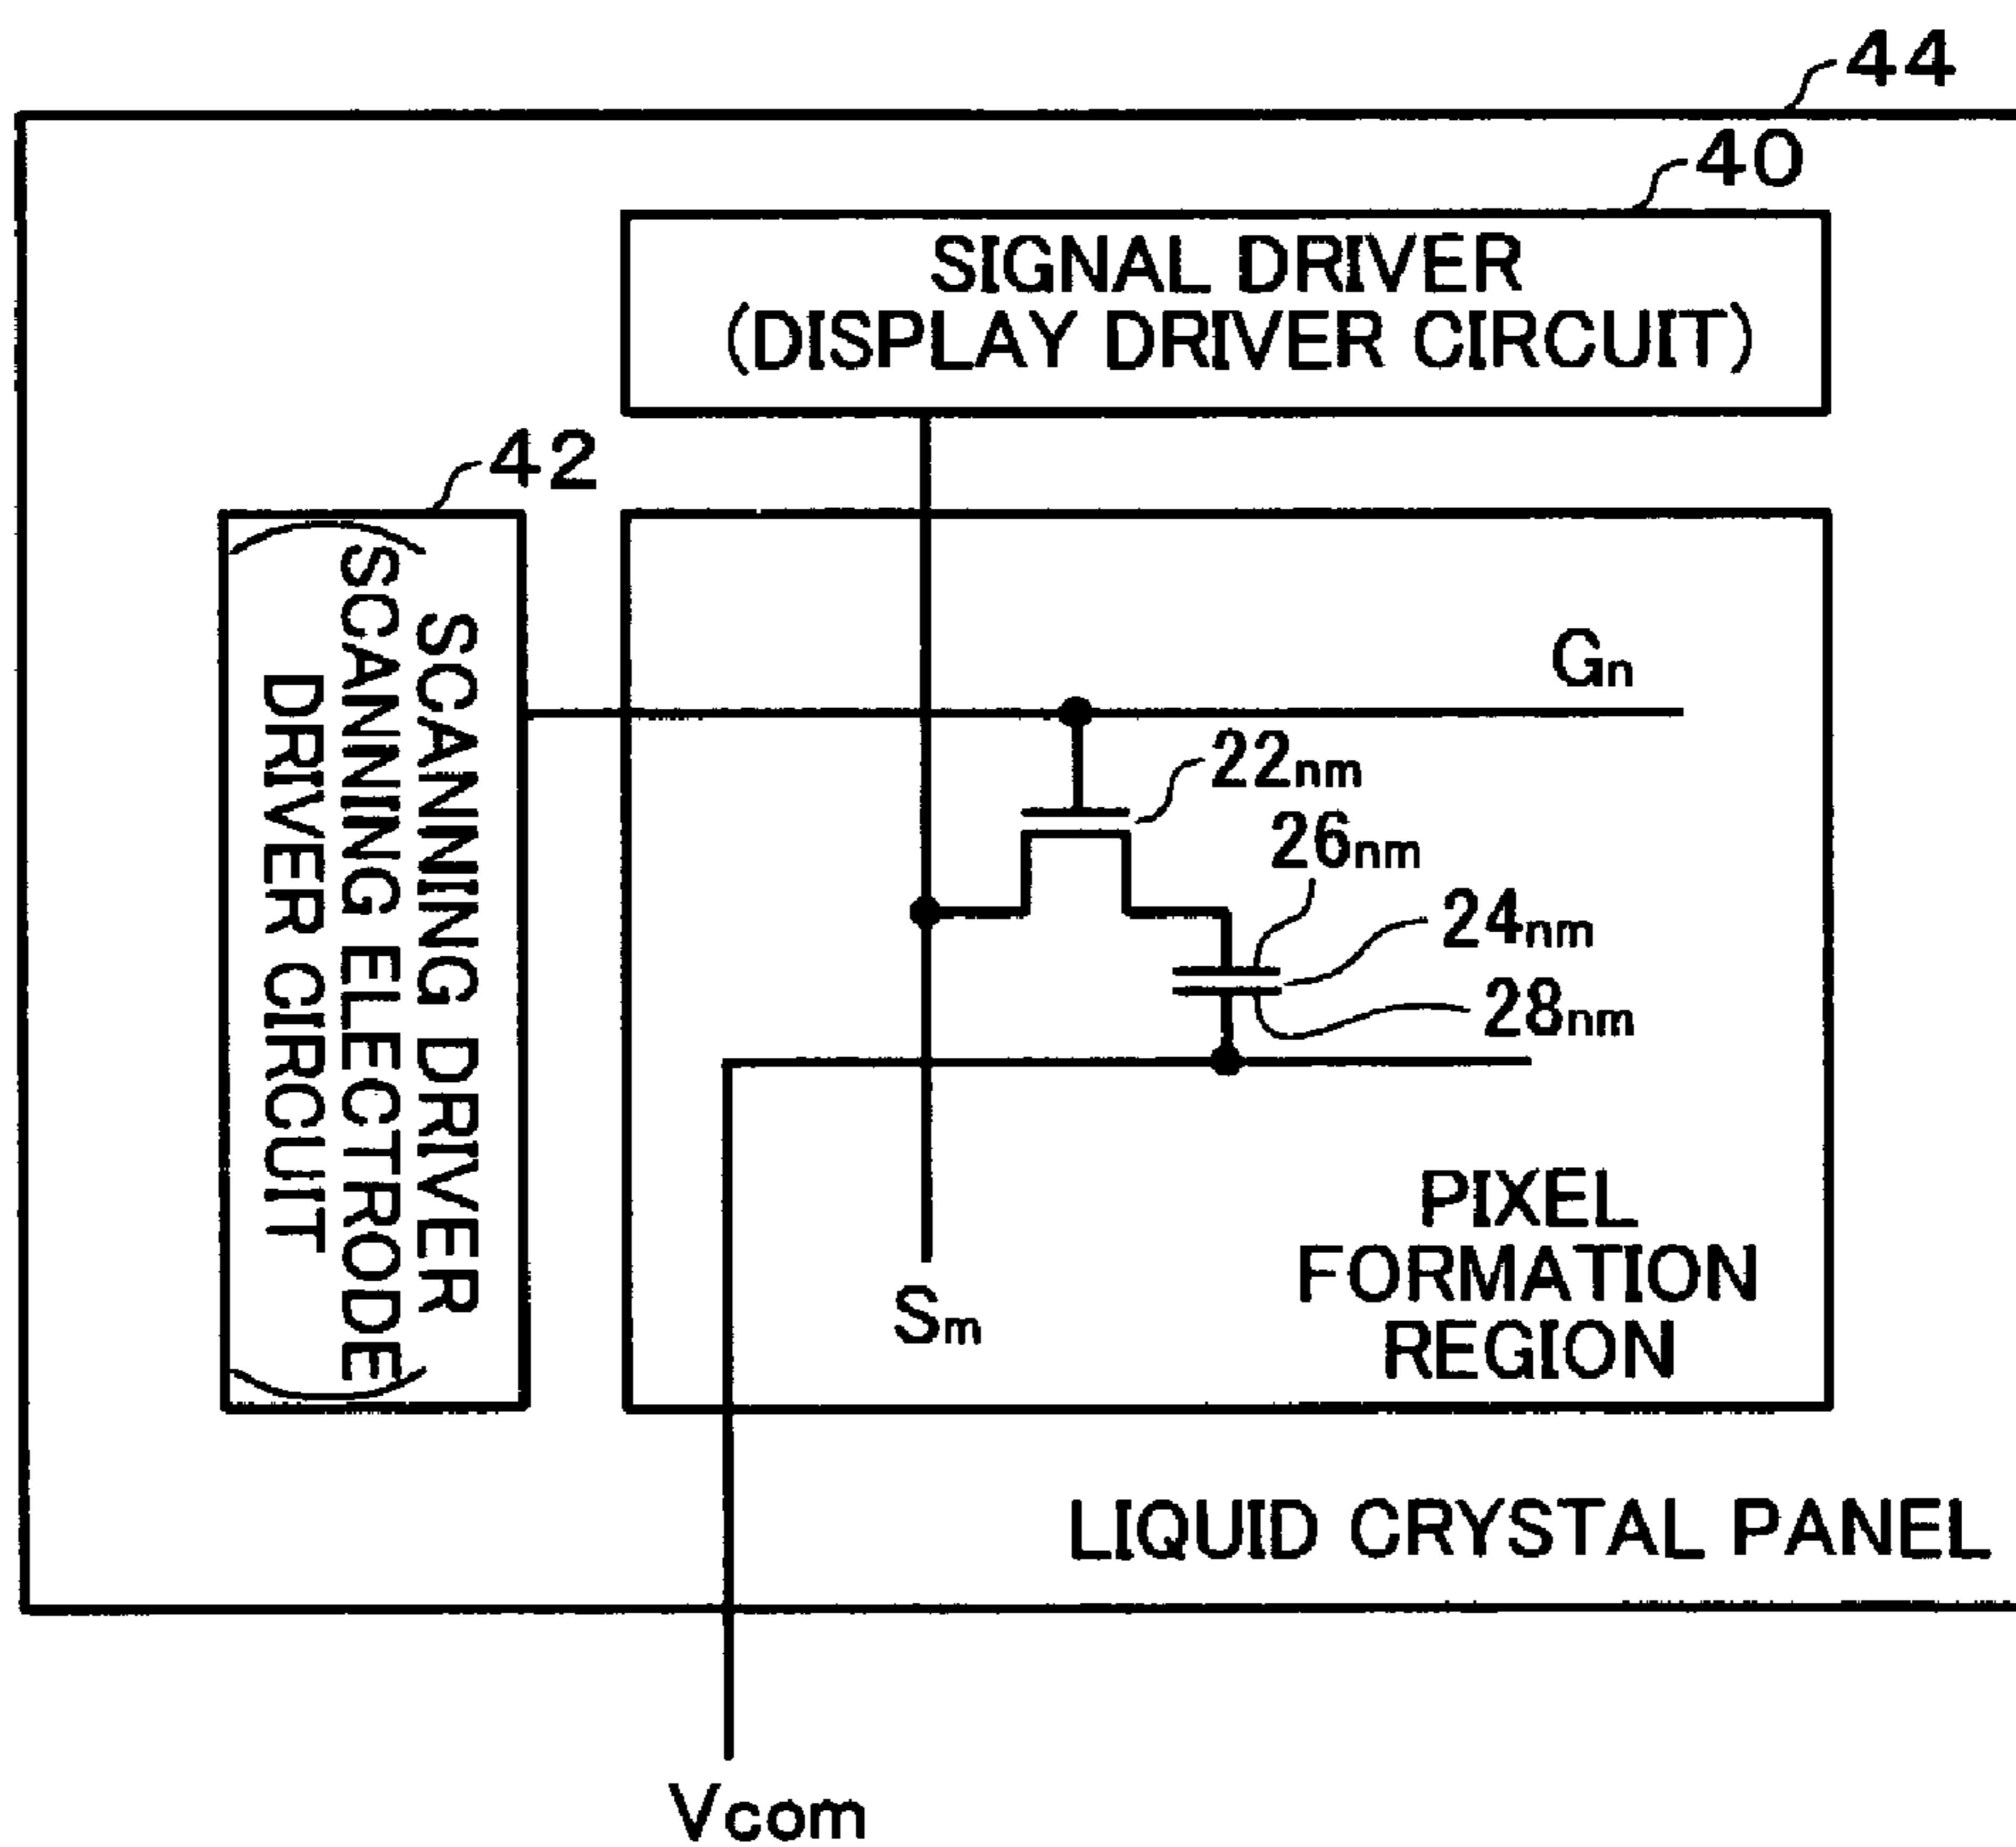 44
40
SIGNAL DRIVER
(DISPLAY DRIVER CIRCUIT)
42
SCANNING DRIVER
(SCANNING ELECTRODE
DRIVER CIRCUIT)
Gn
22nm
26nm
24nm
28nm
Sm
PIXEL
FORMATION
REGION
LIQUID CRYSTAL PANEL
Vcom